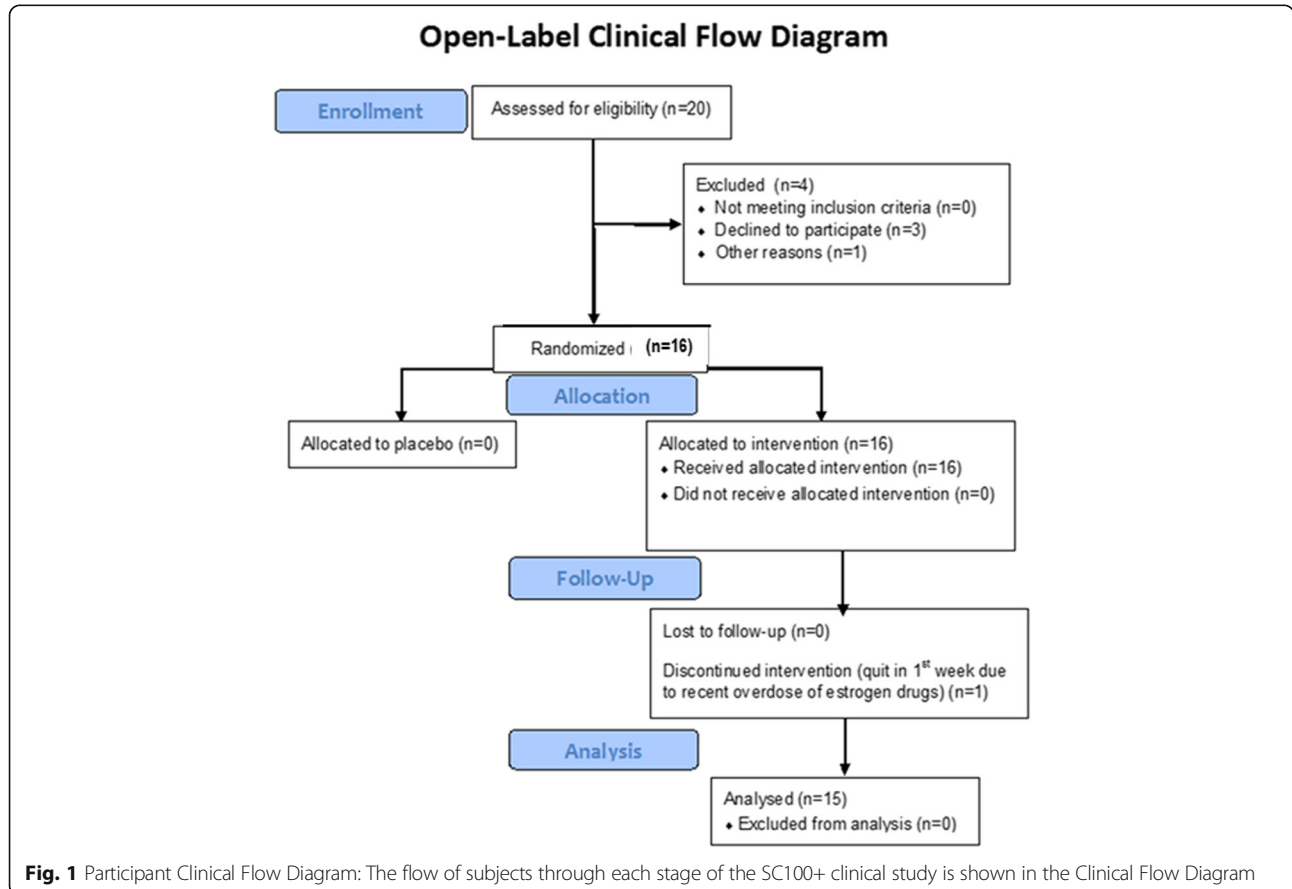 Open-Label Clinical Flow Diagram
Enrollment
Assessed for eligibility (n=20)
Excluded (n=4)
♦ Not meeting inclusion criteria (n=0)
♦ Declined to participate (n=3)
♦ Other reasons (n=1)
Randomized ( (n=16)
Allocation
Allocated to placebo (n=0)
Allocated to intervention (n=16)
♦ Received allocated intervention (n=16)
♦ Did not receive allocated intervention (n=0)
Follow-Up
Lost to follow-up (n=0)
Discontinued intervention (quit in 1st week due
to recent overdose of estrogen drugs) (n=1)
Analysis
Analysed (n=15)
♦ Excluded from analysis (n=0)
Fig. 1 Participant Clinical Flow Diagram: The flow of subjects through each stage of the SC100+ clinical study is shown in the Clinical Flow Diagram